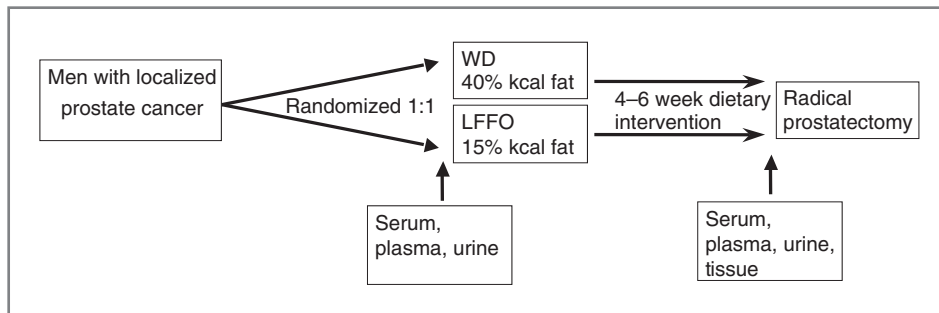 Men with localized
prostate cancer
Randomized 1:1
WD
40% kcal fat
LFFO
15% kcal fat
4–6 week dietary
intervention
Radical
prostatectomy
Serum,
plasma, urine
Serum,
plasma, urine,
tissue